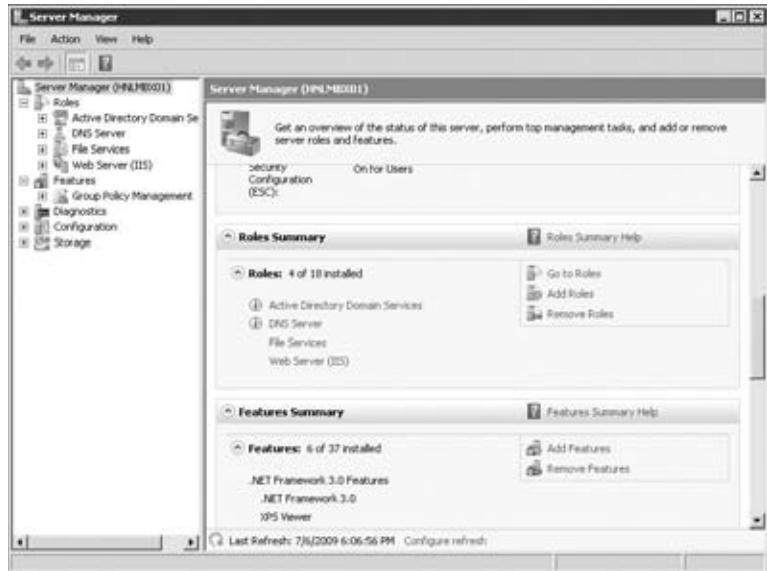 Server Manager
File Action View Help
Server Manager (HNLMBX01)
Roles
Active Directory Domain Se
DNS Server
File Services
Web Server (IIS)
Features
Group Policy Management
Diagnostics
Configuration
Storage
Server Manager (HNLMBX01)
Get an overview of the status of this server, perform top management tasks, and add or remove
server roles and features.
Security
Configuration
(ESC):
On for Users
Roles Summary
Roles Summary Help
Roles: 4 of 18 installed
Active Directory Domain Services
DNS Server
File Services
Web Server (IIS)
Go to Roles
Add Roles
Remove Roles
Features Summary
Features Summary Help
Features: 6 of 37 installed
.NET Framework 3.0 Features
.NET Framework 3.0
XPS Viewer
Add Features
Remove Features
Last Refresh: 7/6/2009 6:06:56 PM Configure refresh